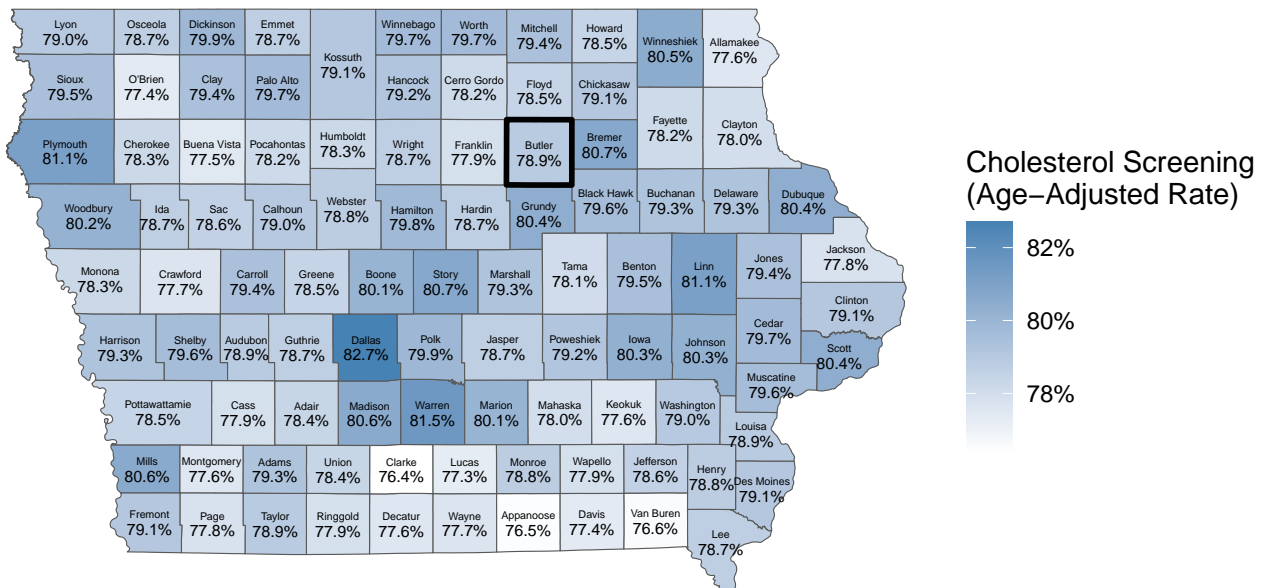 Lyon
79.0%
Osceola
78.7%
Dickinson
79.9%
Emmet
78.7%
Kossuth
79.1%
Winnebago
79.7%
Worth
79.7%
Mitchell
79.4%
Howard
78.5%
Winneshiek
80.5%
Allamakee
77.6%
Sioux
79.5%
O'Brien
77.4%
Clay
79.4%
Palo Alto
79.7%
Hancock
79.2%
Cerro Gordo
78.2%
Floyd
78.5%
Chickasaw
79.1%
Fayette
78.2%
Clayton
78.0%
Plymouth
81.1%
Cherokee
78.3%
Buena Vista
77.5%
Pocahontas
78.2%
Humboldt
78.3%
Wright
78.7%
Franklin
77.9%
Butler
78.9%
Bremer
80.7%
Woodbury
80.2%
Ida
78.7%
Sac
78.6%
Calhoun
79.0%
Webster
78.8%
Hamilton
79.8%
Hardin
78.7%
Grundy
80.4%
Black Hawk
79.6%
Buchanan
79.3%
Delaware
79.3%
Dubuque
80.4%
Monona
78.3%
Crawford
77.7%
Carroll
79.4%
Greene
78.5%
Boone
80.1%
Story
80.7%
Marshall
79.3%
Tama
78.1%
Benton
79.5%
Linn
81.1%
Jones
79.4%
Jackson
77.8%
Clinton
79.1%
Harrison
79.3%
Shelby
79.6%
Audubon
78.9%
Guthrie
78.7%
Dallas
82.7%
Polk
79.9%
Jasper
78.7%
Poweshiek
79.2%
Iowa
80.3%
Johnson
80.3%
Cedar
79.7%
Scott
80.4%
Muscatine
79.6%
Pottawattamie
78.5%
Cass
77.9%
Adair
78.4%
Madison
80.6%
Warren
81.5%
Marion
80.1%
Mahaska
78.0%
Keokuk
77.6%
Washington
79.0%
Louisa
78.9%
Mills
80.6%
Montgomery
77.6%
Adams
79.3%
Union
78.4%
Clarke
76.4%
Lucas
77.3%
Monroe
78.8%
Wapello
77.9%
Jefferson
78.6%
Henry
78.8%
Des Moines
79.1%
Fremont
79.1%
Page
77.8%
Taylor
78.9%
Ringgold
77.9%
Decatur
77.6%
Wayne
77.7%
Appanoose
76.5%
Davis
77.4%
Van Buren
76.6%
Lee
78.7%
Cholesterol Screening
(Age−Adjusted Rate)
82%
80%
78%